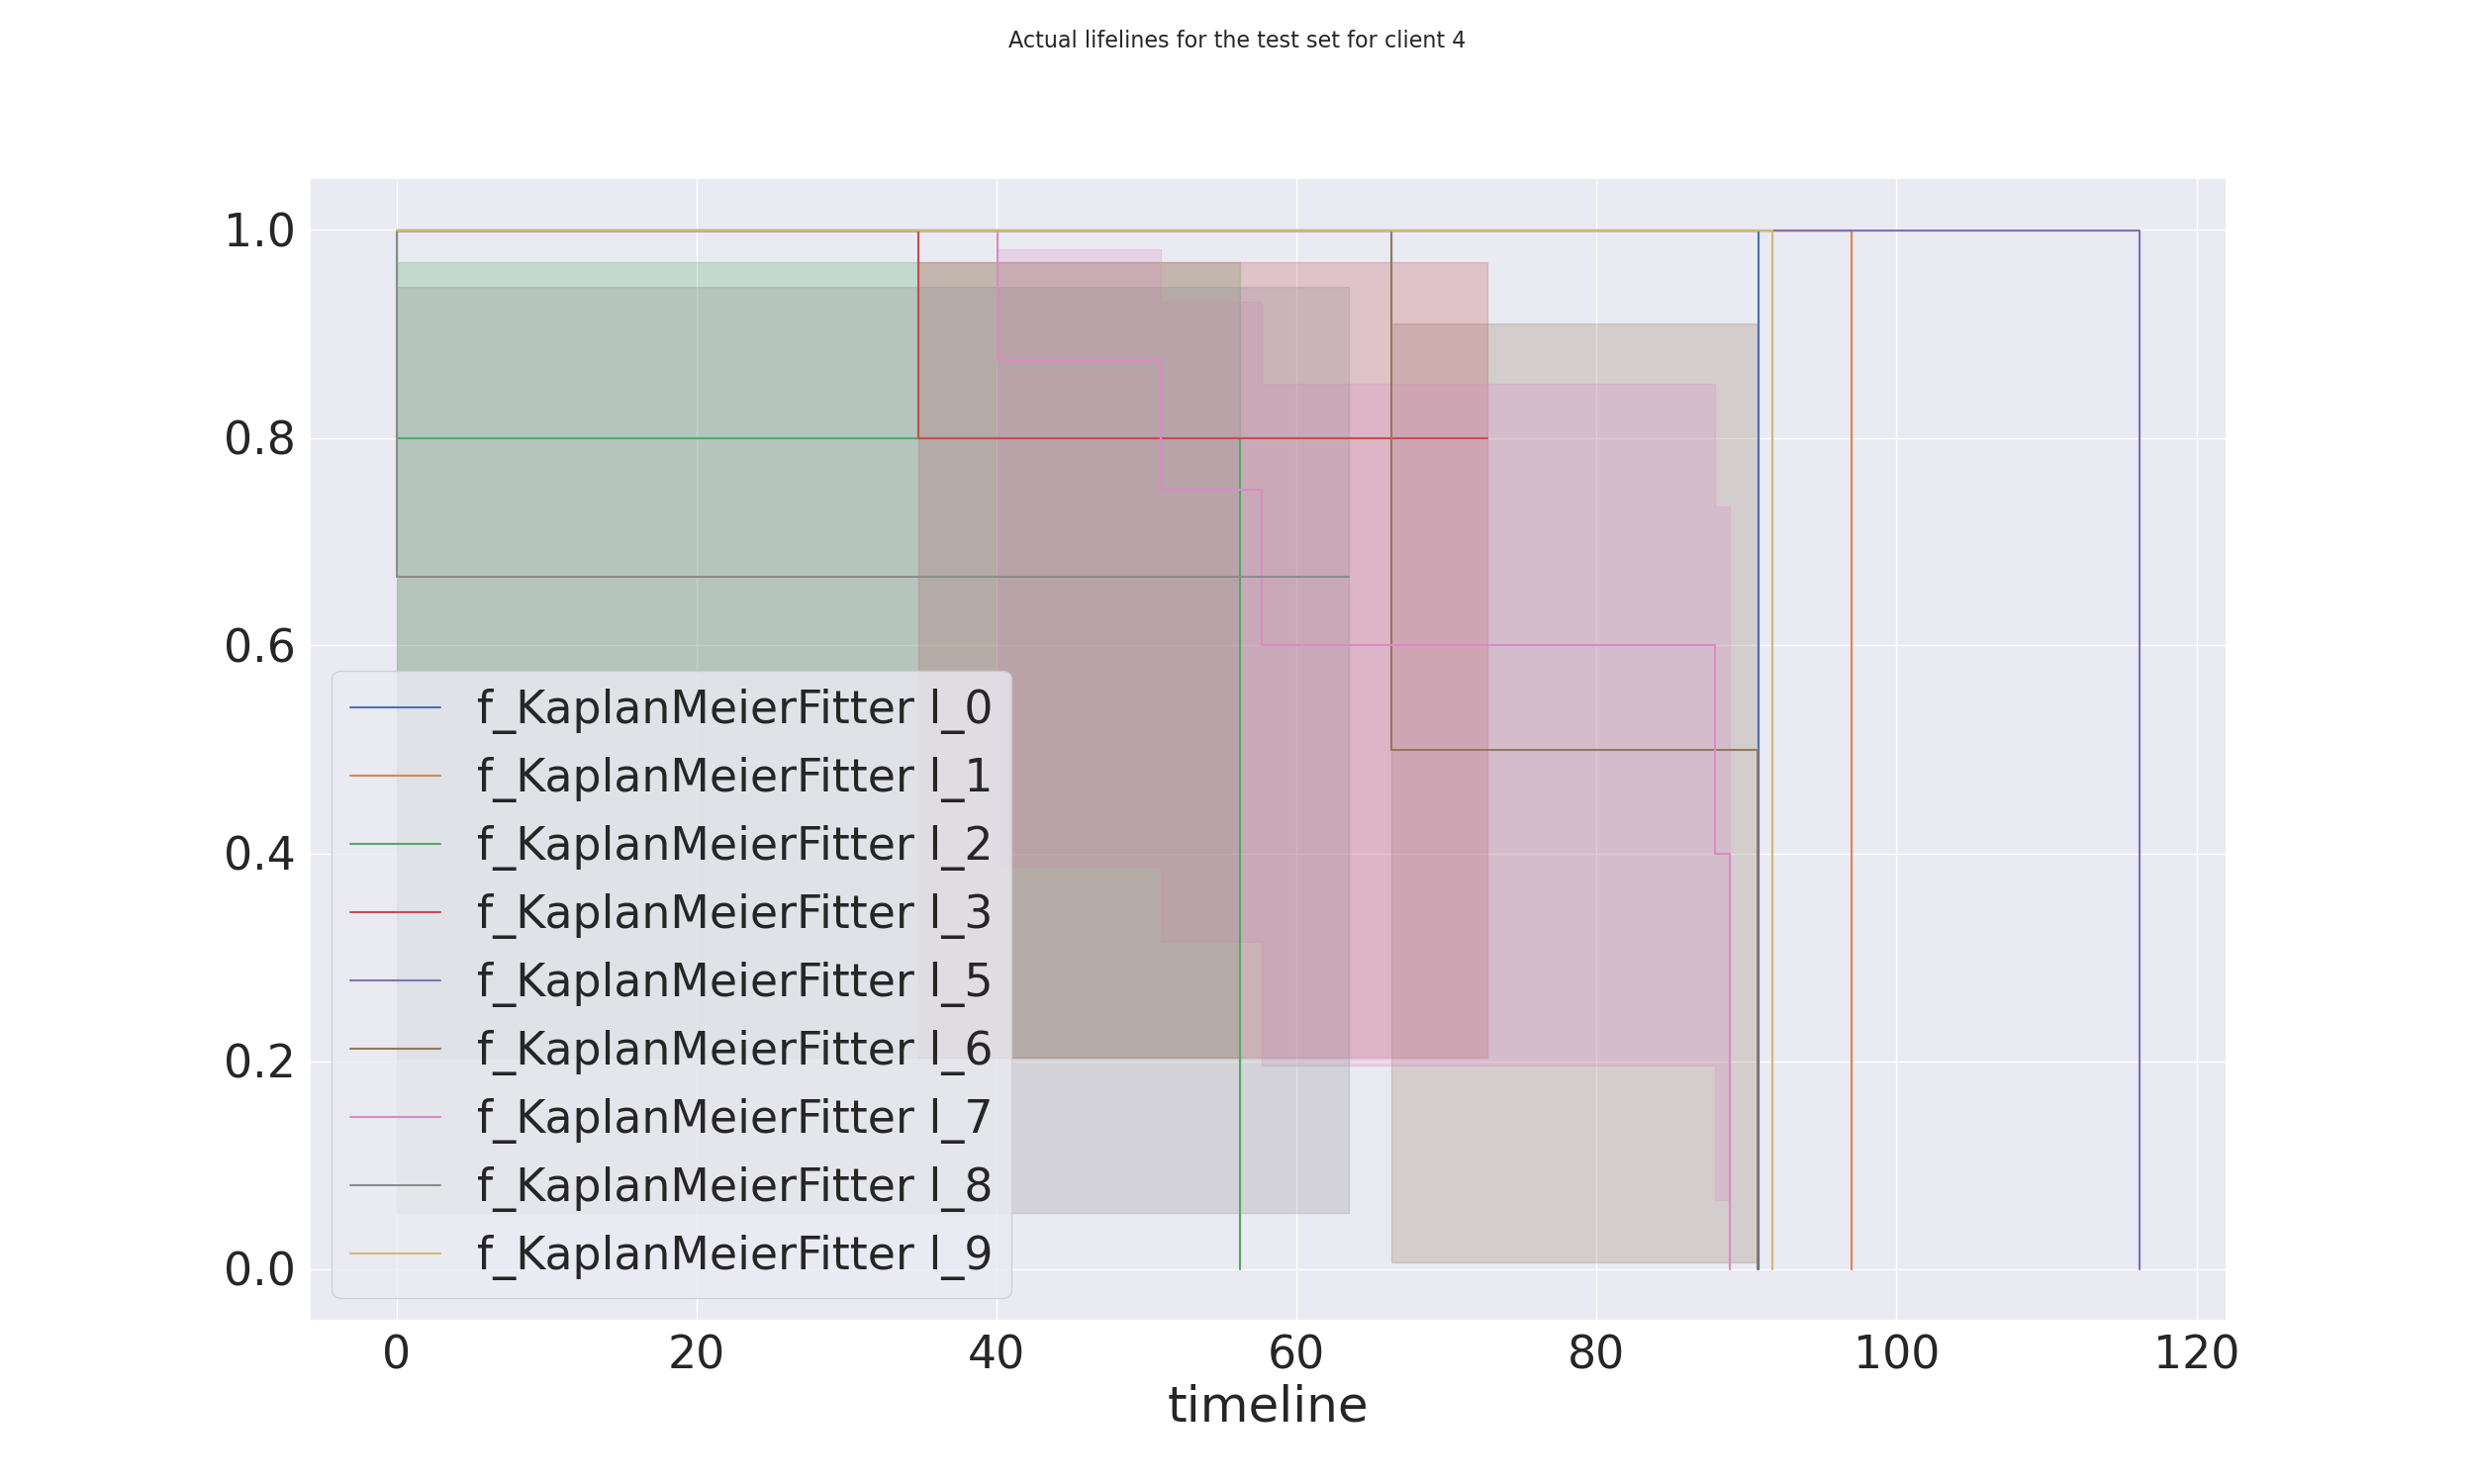 Actual lifelines for the test set for client 4
1.0
0.8
0.6
0.4
0.2
0.0
f_KaplanMeierFitter l_0
f_KaplanMeierFitter l_1
f_KaplanMeierFitter l_2
f_KaplanMeierFitter l_3
f_KaplanMeierFitter l_5
f_KaplanMeierFitter l_6
f_KaplanMeierFitter l_7
f_KaplanMeierFitter l_8
f_KaplanMeierFitter l_9
0 20 40 60 80 100 120
timeline